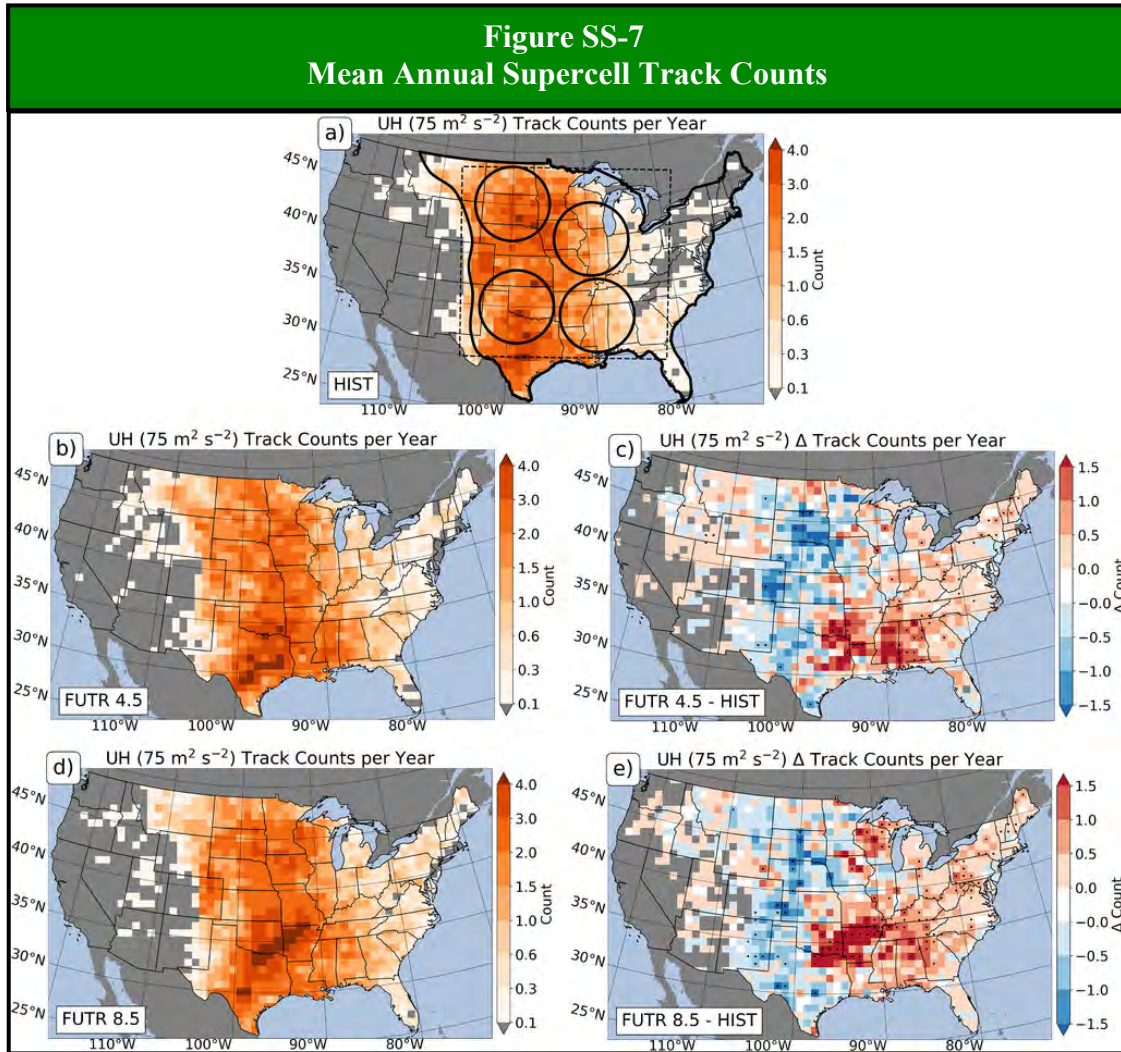 Figure SS-7
Mean Annual Supercell Track Counts
a)
UH (75 m² s⁻²) Track Counts per Year
45°N
40°N
35°N
30°N
25°N
110°W 100°W 90°W 80°W
HIST
4.0
3.0
2.0
1.5
1.0
0.6
0.3
0.1
Count
b)
UH (75 m² s⁻²) Track Counts per Year
45°N
40°N
35°N
30°N
25°N
110°W 100°W 90°W 80°W
FUTR 4.5
4.0
3.0
2.0
1.5
1.0
0.6
0.3
0.1
Count
c)
UH (75 m² s⁻²) Δ Track Counts per Year
45°N
40°N
35°N
30°N
25°N
110°W 100°W 90°W 80°W
FUTR 4.5 - HIST
1.5
1.0
0.5
0.0
−0.0
−0.5
−1.0
−1.5
Δ Count
d)
UH (75 m² s⁻²) Track Counts per Year
45°N
40°N
35°N
30°N
25°N
110°W 100°W 90°W 80°W
FUTR 8.5
4.0
3.0
2.0
1.5
1.0
0.6
0.3
0.1
Count
e)
UH (75 m² s⁻²) Δ Track Counts per Year
45°N
40°N
35°N
30°N
25°N
110°W 100°W 90°W 80°W
FUTR 8.5 - HIST
1.5
1.0
0.5
0.0
−0.0
−0.5
−1.0
−1.5
Δ Count